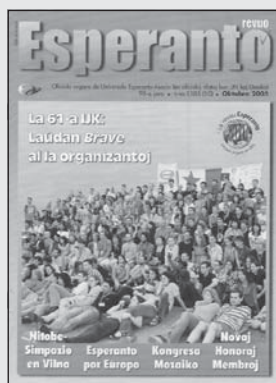 revuo
Esperanto
Oficiala organo de Universala Esperanto-Asocio
Oktobro 2005
La 61-a IJK:
Laŭdan Brave
al la organizantoj
Nitobe-
Simpozio
en Vilno
Esperanto
por Eŭropo
Kongresa
Mozaiko
Novaj
Honoraj
Membroj